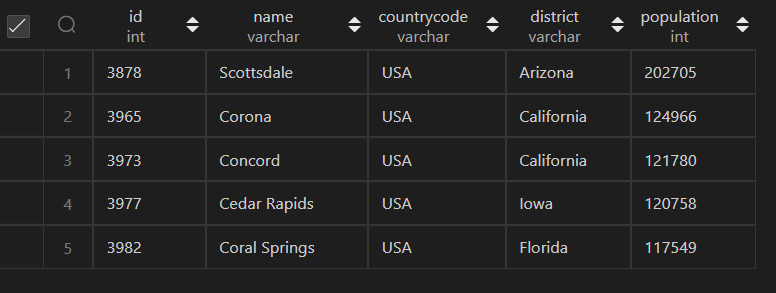 id name countrycode district population
int varchar varchar varchar int
1 3878 Scottsdale USA Arizona 202705
2 3965 Corona USA California 124966
3 3973 Concord USA California 121780
4 3977 Cedar Rapids USA Iowa 120758
5 3982 Coral Springs USA Florida 117549